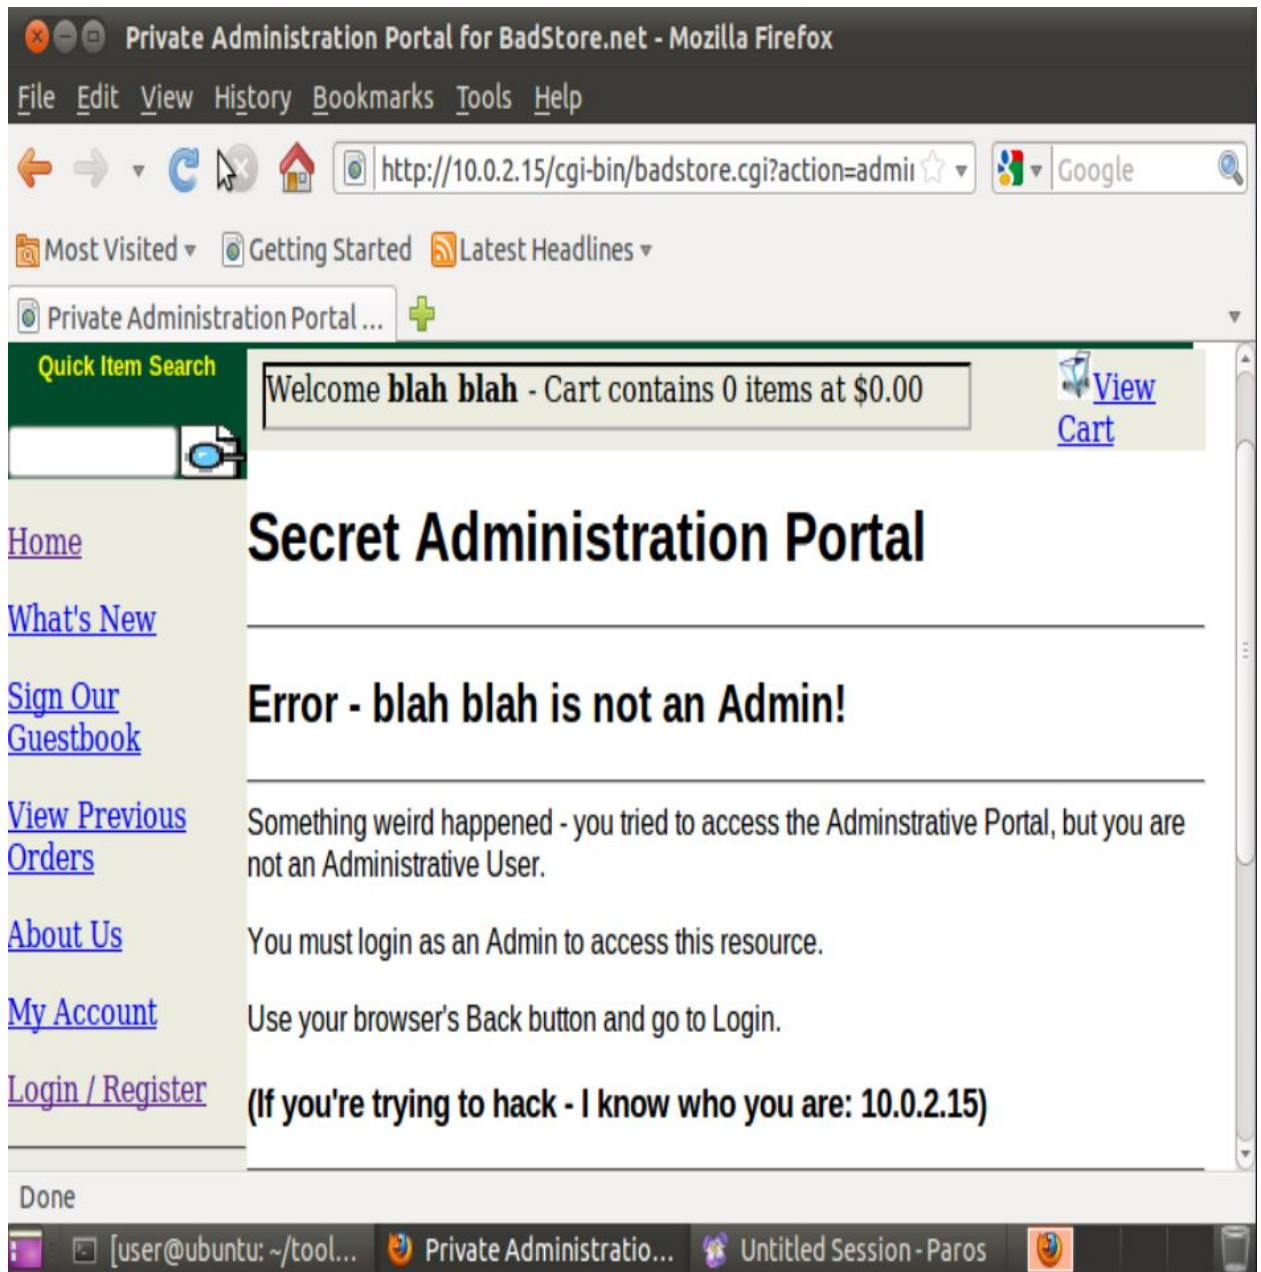 Private Administration Portal for BadStore.net - Mozilla Firefox
File Edit View History Bookmarks Tools Help
http://10.0.2.15/cgi-bin/badstore.cgi?action=admin
Google
Most Visited
Getting Started
Latest Headlines
Private Administration Portal ...
Quick Item Search
Welcome blah blah - Cart contains 0 items at $0.00
View
Cart
Home
What's New
Sign Our
Guestbook
View Previous
Orders
About Us
My Account
Login / Register
Secret Administration Portal
Error - blah blah is not an Admin!
Something weird happened - you tried to access the Adminstrative Portal, but you are
not an Administrative User.
You must login as an Admin to access this resource.
Use your browser's Back button and go to Login.
(If you're trying to hack - I know who you are: 10.0.2.15)
Done
[user@ubuntu: ~/tool...
Private Administratio...
Untitled Session - Paros